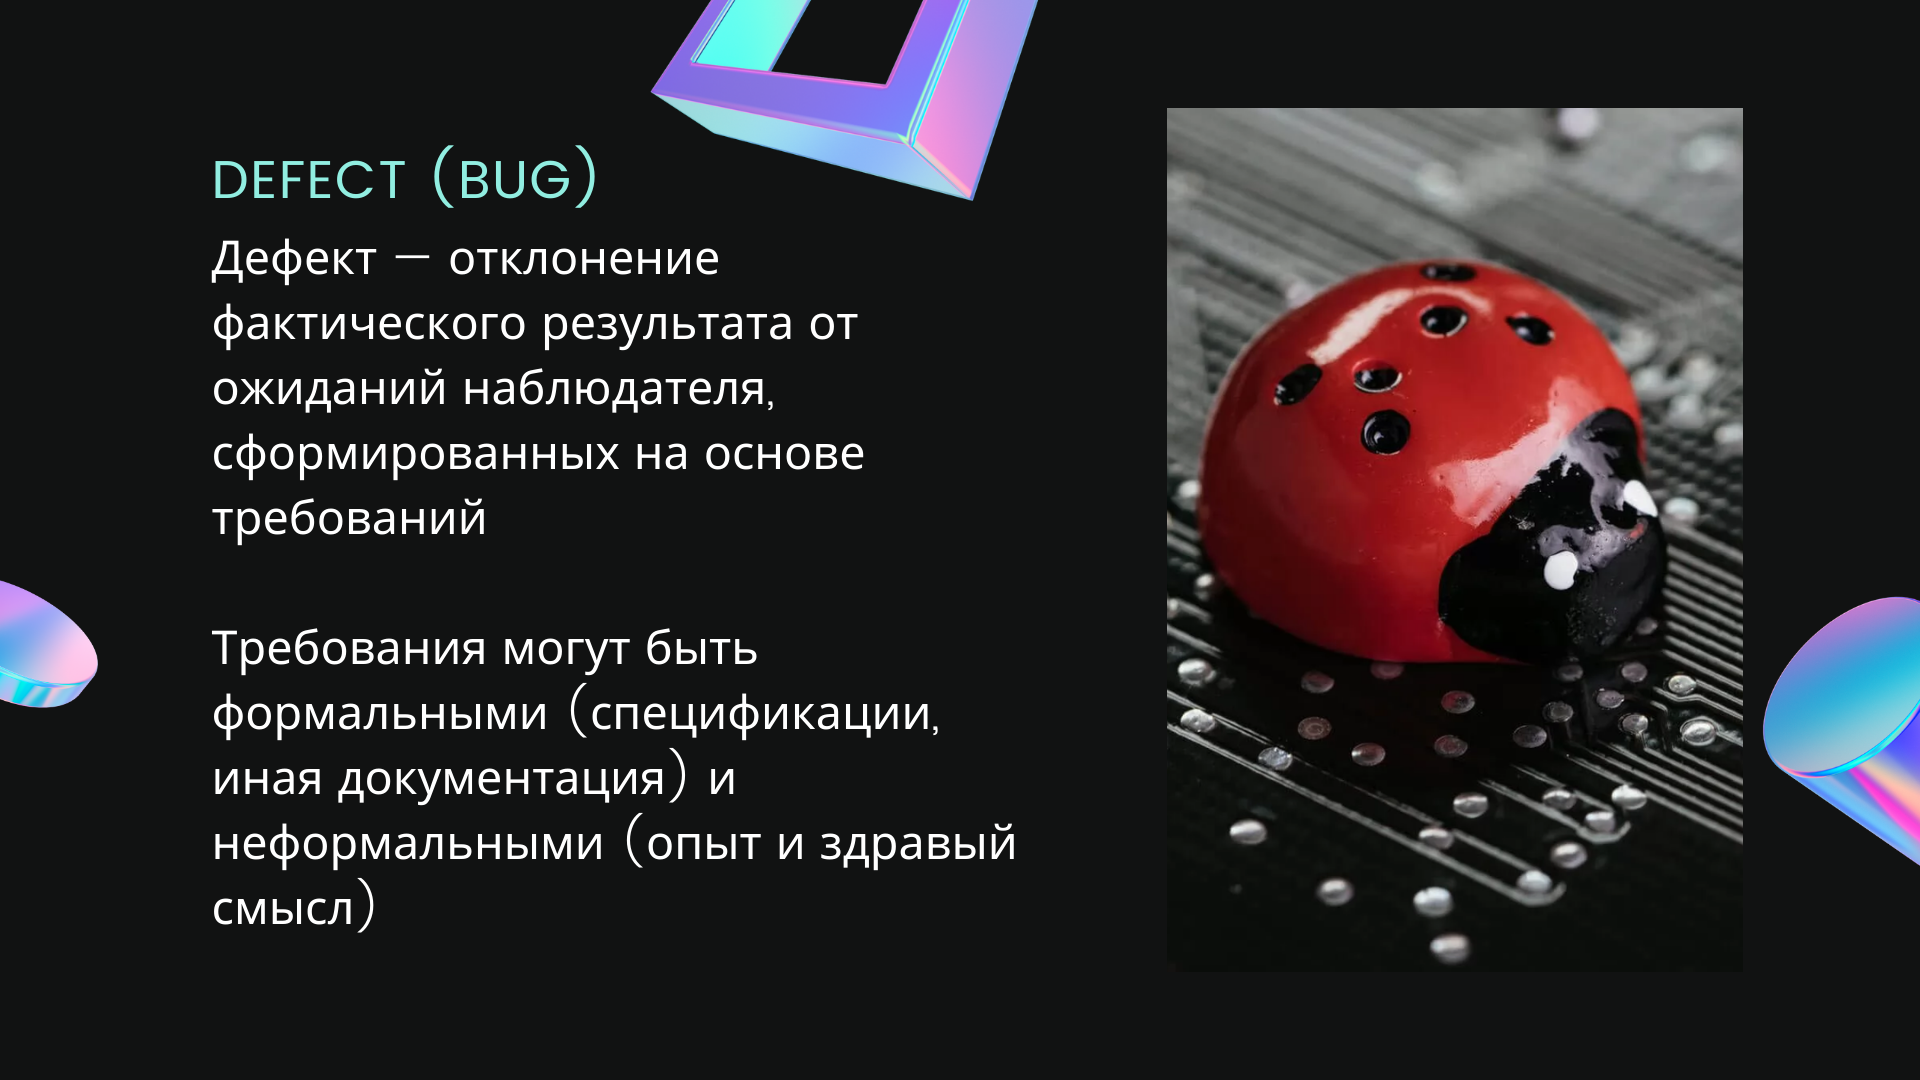 DEFECT (BUG)
Дефект — отклонение
фактического результата от
ожиданий наблюдателя,
сформированных на основе
требований
Требования могут быть
формальными (спецификации,
иная документация) и
неформальными (опыт и здравый
смысл)